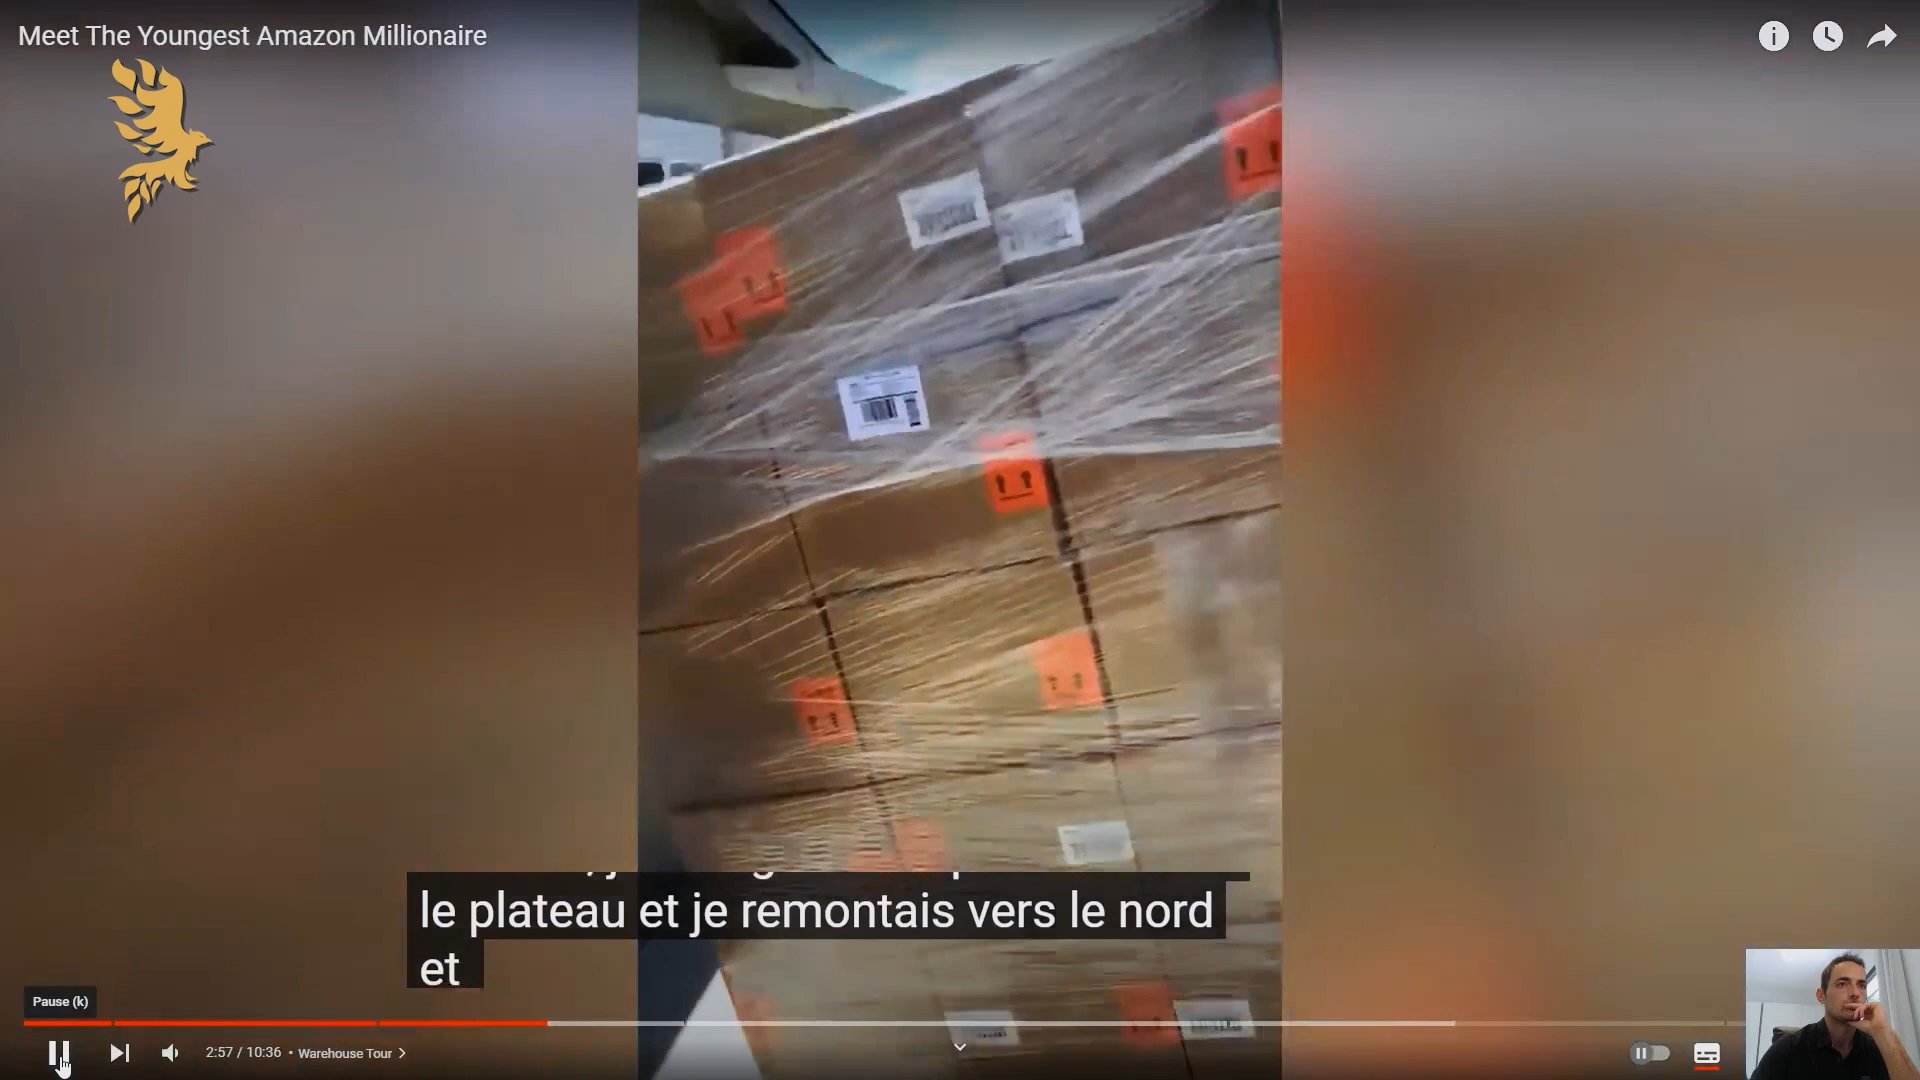 Meet The Youngest Amazon Millionaire
le plateau et je remontais vers le nord
et
Pause (k)
2:57 / 10:36 • Warehouse Tour